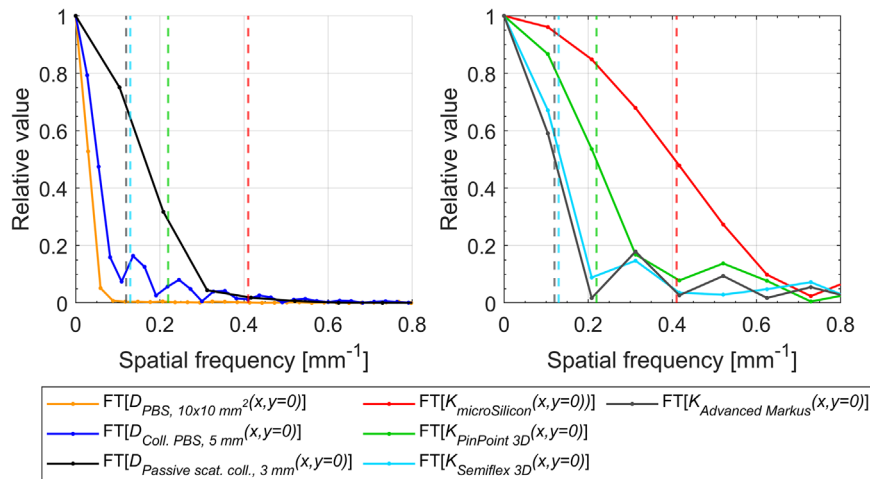 1
0.8
0.6
0.4
0.2
0
0 0.2 0.4 0.6 0.8
Relative value
Spatial frequency [mm⁻¹]
1
0.8
0.6
0.4
0.2
0
0 0.2 0.4 0.6 0.8
Relative value
Spatial frequency [mm⁻¹]
FT[D_PBS, 10x10 mm²(x,y=0)]
FT[D_Coll. PBS, 5 mm(x,y=0)]
FT[D_Passive scat. coll., 3 mm(x,y=0)]
FT[K_microSilicon(x,y=0))]
FT[K_PinPoint 3D(x,y=0)]
FT[K_Semiflex 3D(x,y=0)]
FT[K_Advanced Markus(x,y=0)]